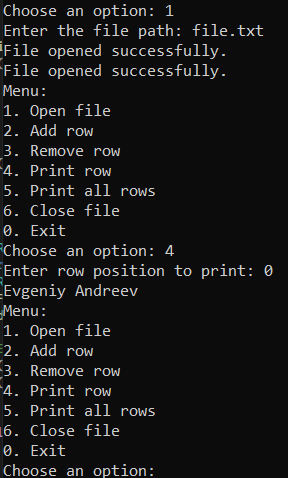 Choose an option: 1
Enter the file path: file.txt
File opened successfully.
File opened successfully.
Menu:
1. Open file
2. Add row
3. Remove row
4. Print row
5. Print all rows
6. Close file
0. Exit
Choose an option: 4
Enter row position to print: 0
Evgeniy Andreev
Menu:
1. Open file
2. Add row
3. Remove row
4. Print row
5. Print all rows
6. Close file
0. Exit
Choose an option: